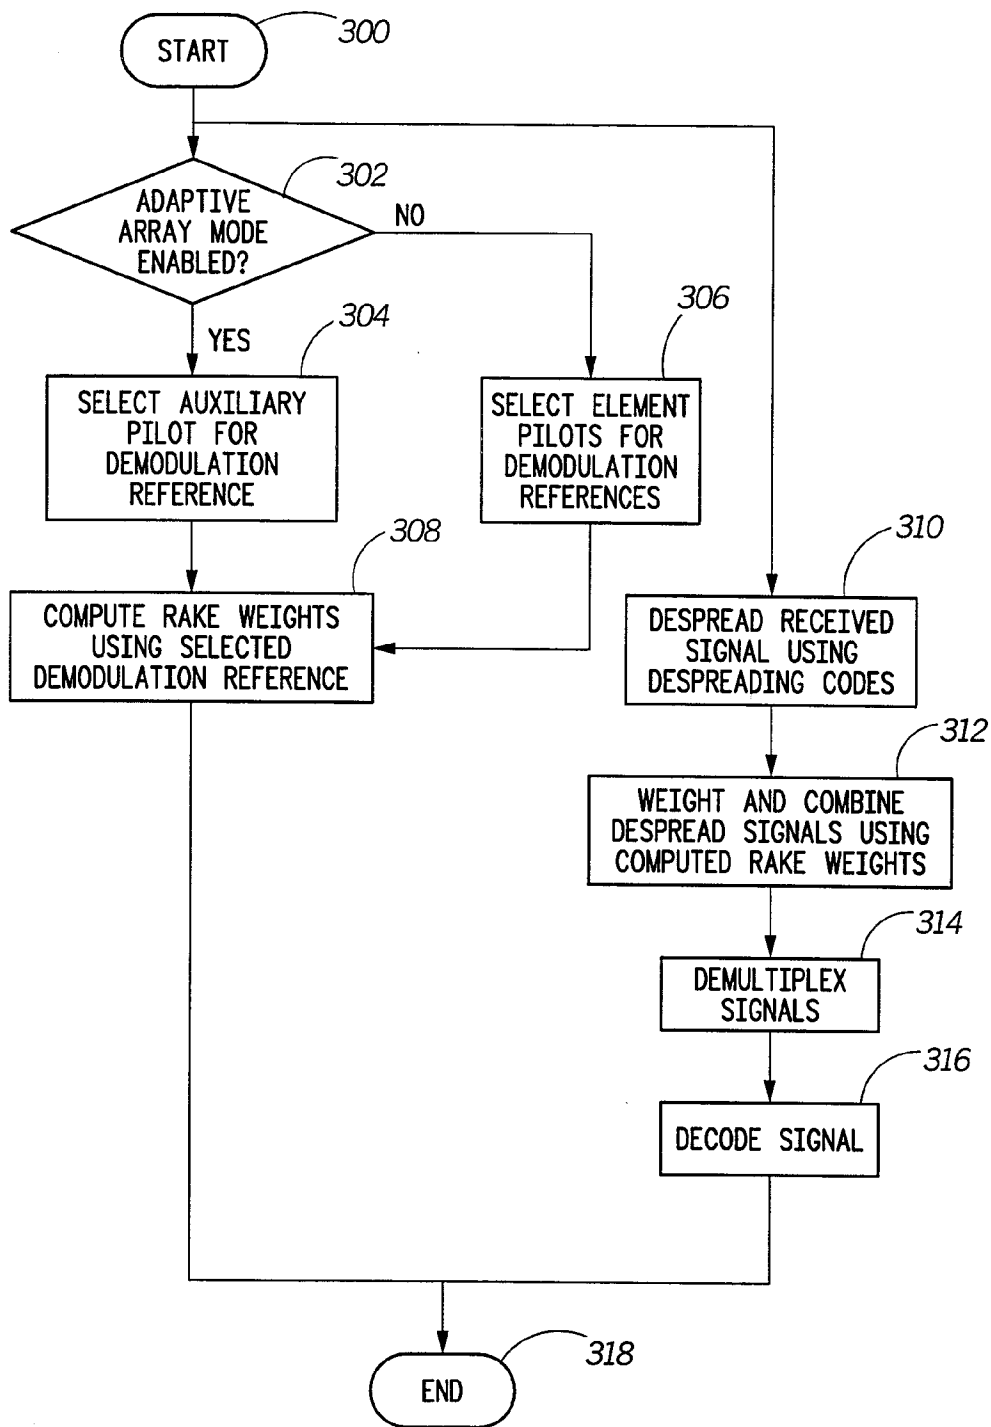 START
300
ADAPTIVE
ARRAY MODE
ENABLED?
302
NO
YES
304
SELECT AUXILIARY
PILOT FOR
DEMODULATION
REFERENCE
306
SELECT ELEMENT
PILOTS FOR
DEMODULATION
REFERENCES
308
COMPUTE RAKE WEIGHTS
USING SELECTED
DEMODULATION REFERENCE
310
DESPREAD RECEIVED
SIGNAL USING
DESPREADING CODES
312
WEIGHT AND COMBINE
DESPREAD SIGNALS USING
COMPUTED RAKE WEIGHTS
314
DEMULTIPLEX
SIGNALS
316
DECODE SIGNAL
318
END